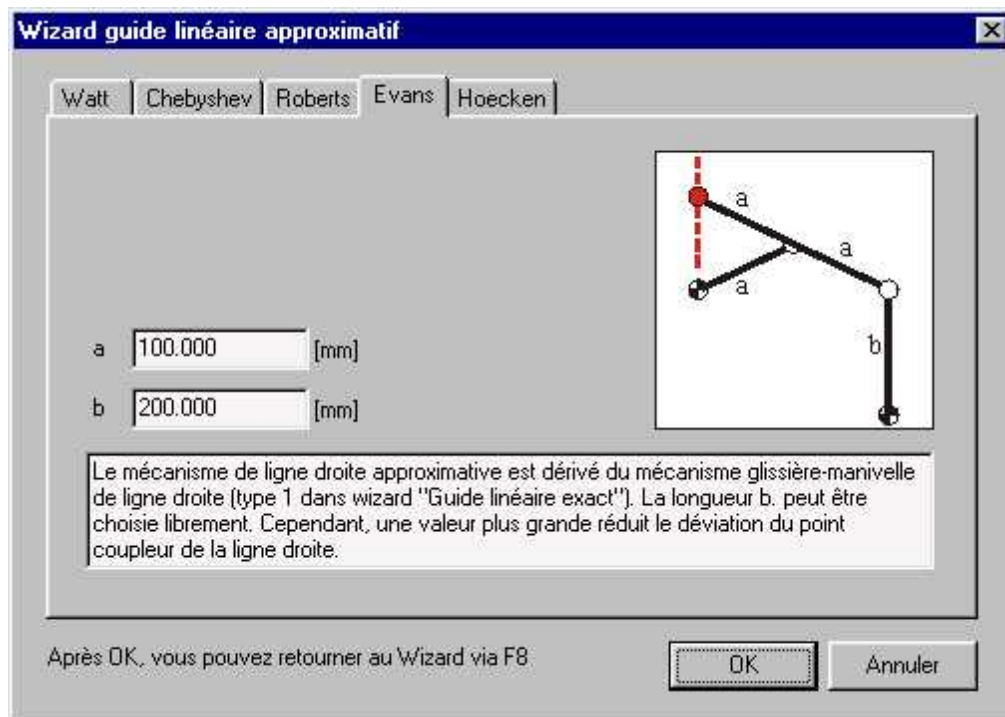 Wizard guide linéaire approximatif
Watt Chebyshev Roberts Evans Hoecken
a
a
a
b
a 100.000 [mm]
b 200.000 [mm]
Le mécanisme de ligne droite approximative est dérivé du mécanisme glissière-manivelle
de ligne droite (type 1 dans wizard "Guide linéaire exact"). La longueur b. peut être
choisie librement. Cependant, une valeur plus grande réduit le déviation du point
coupleur de la ligne droite.
Après OK, vous pouvez retourner au Wizard via F8
OK Annuler